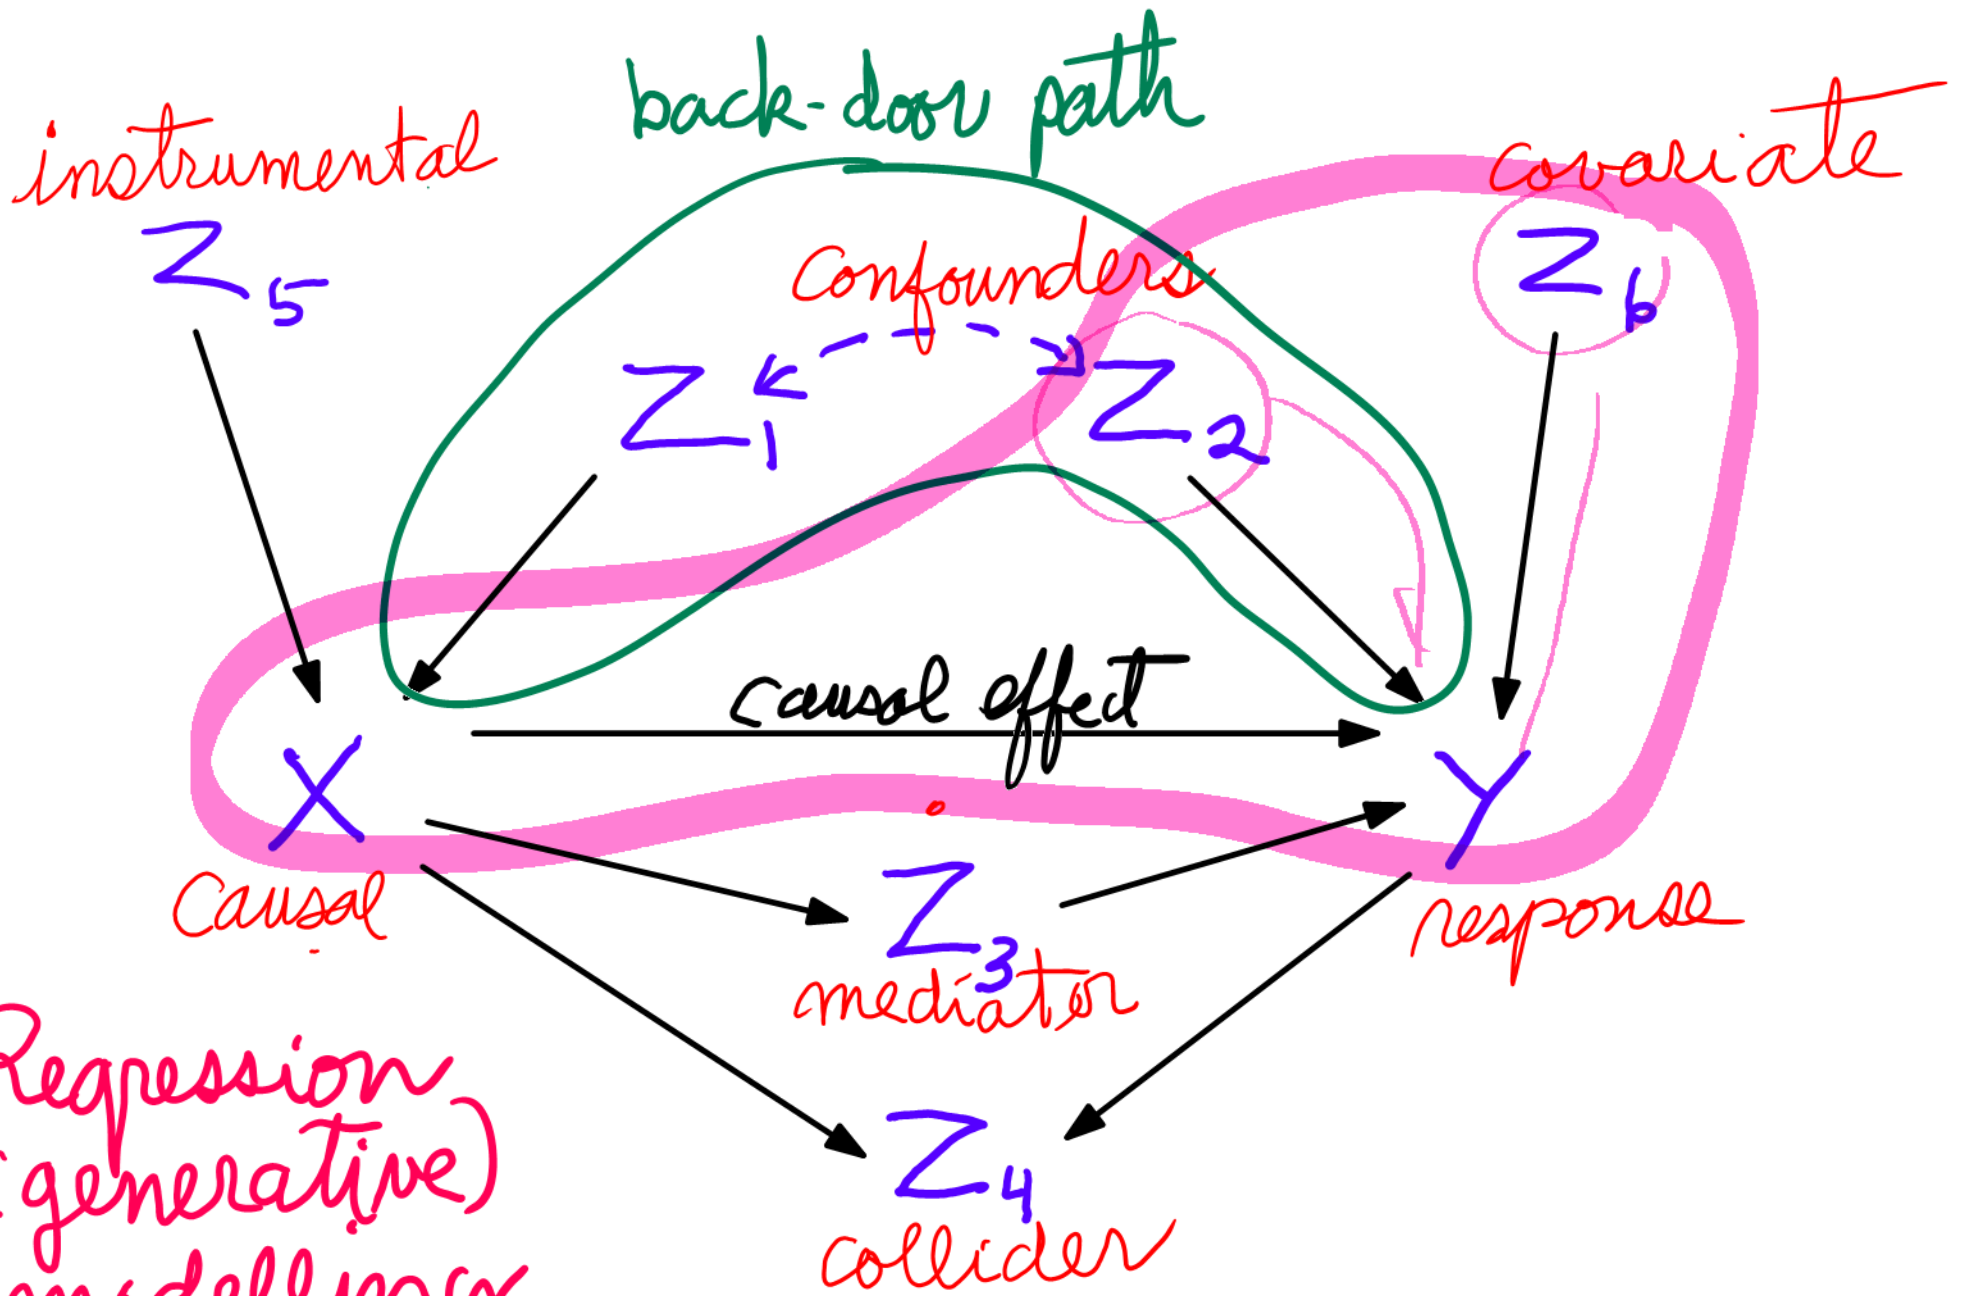 back-door path
instrumental
covariate
Z5
Z6
confounders
Z1
Z2
causal effect
X
Y
causal
response
Z3
mediator
Regression
(generative)
modelling
Z4
collider